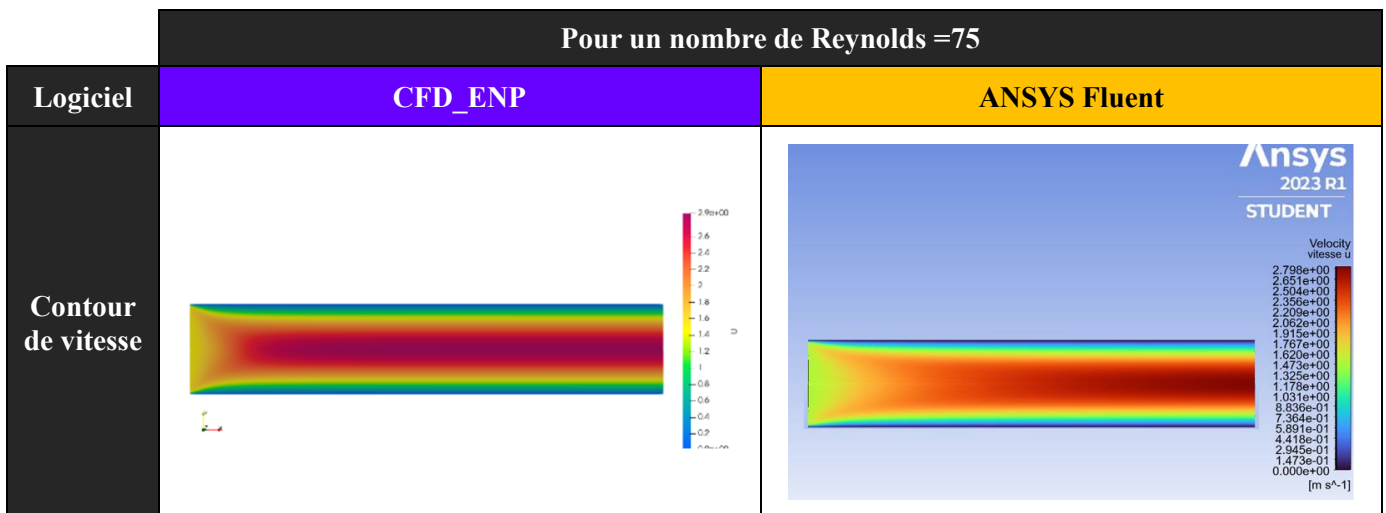 Pour un nombre de Reynolds =75
Logiciel
CFD_ENP
ANSYS Fluent
Contour
de vitesse
2.9e+00
2.6
2.4
2.2
2
1.8
1.6
1.4
1.2
1
0.8
0.6
0.4
0.2
0.0e+00
U
Ansys
2023 R1
STUDENT
Velocity
vitesse u
2.798e+00
2.651e+00
2.504e+00
2.356e+00
2.209e+00
2.062e+00
1.915e+00
1.767e+00
1.620e+00
1.473e+00
1.325e+00
1.178e+00
1.031e+00
8.836e-01
7.364e-01
5.891e-01
4.418e-01
2.945e-01
1.473e-01
0.000e+00
[m s^-1]